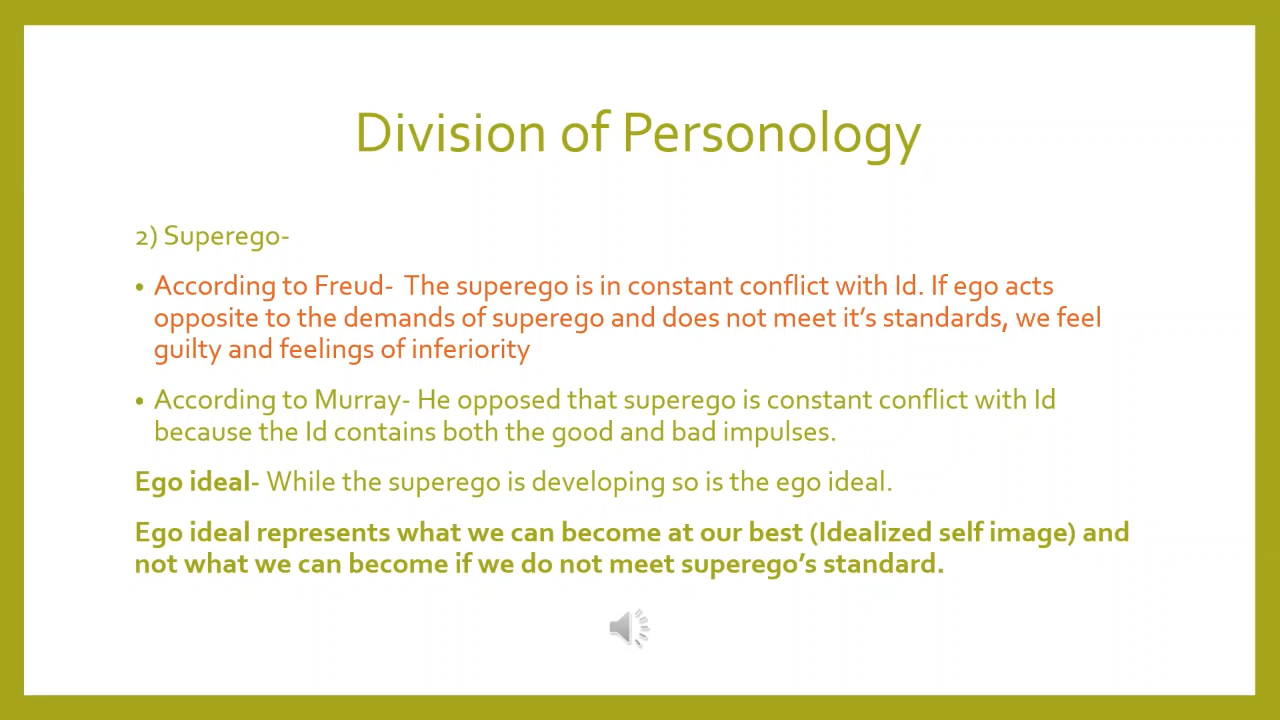 Division of Personology
2) Superego-
• According to Freud- The superego is in constant conflict with Id. If ego acts
opposite to the demands of superego and does not meet it’s standards, we feel
guilty and feelings of inferiority
• According to Murray- He opposed that superego is constant conflict with Id
because the Id contains both the good and bad impulses.
Ego ideal- While the superego is developing so is the ego ideal.
Ego ideal represents what we can become at our best (Idealized self image) and
not what we can become if we do not meet superego’s standard.